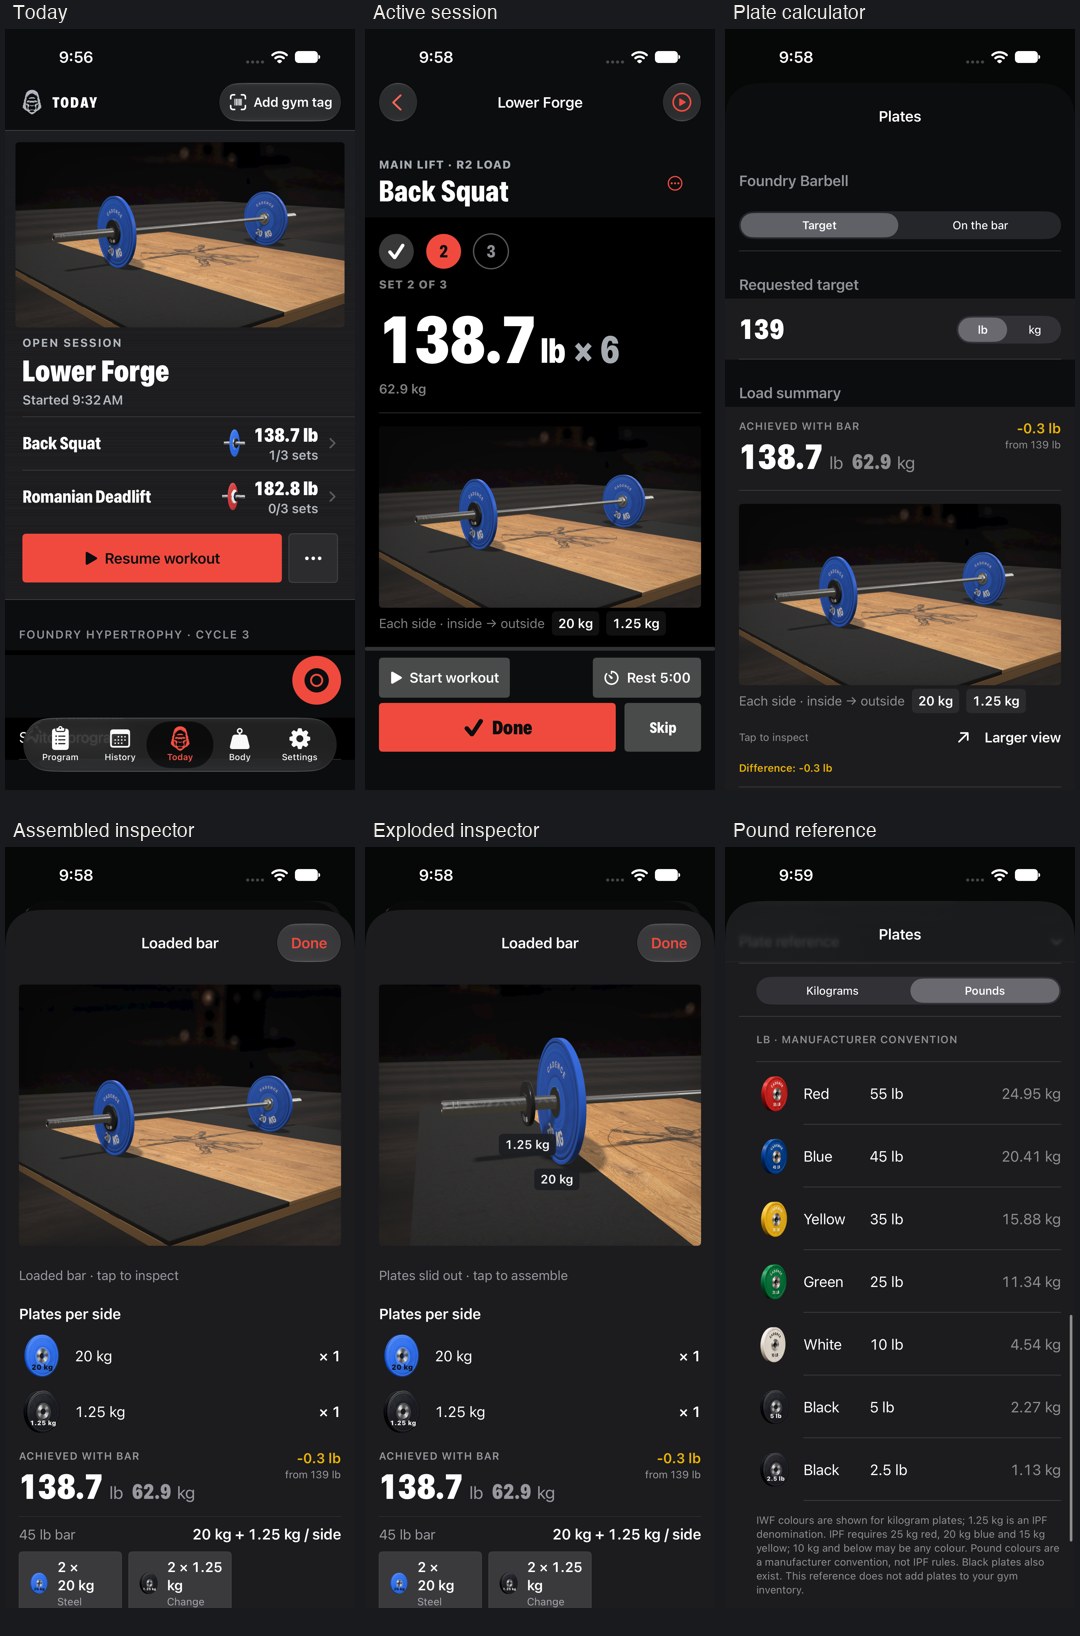 Today
9:56
TODAY
Add gym tag
OPEN SESSION
Lower Forge
Started 9:32 AM
Back Squat
138.7 lb
1/3 sets
Romanian Deadlift
182.8 lb
0/3 sets
Resume workout
FOUNDRY HYPERTROPHY · CYCLE 3
Program
History
Today
Body
Settings
Active session
9:58
Lower Forge
MAIN LIFT · R2 LOAD
Back Squat
2
3
SET 2 OF 3
138.7 lb × 6
62.9 kg
Each side · inside → outside
20 kg
1.25 kg
Start workout
Rest 5:00
Done
Skip
Plate calculator
9:58
Plates
Foundry Barbell
Target
On the bar
Requested target
139
lb
kg
Load summary
ACHIEVED WITH BAR
-0.3 lb
138.7 lb 62.9 kg
from 139 lb
Each side · inside → outside
20 kg
1.25 kg
Tap to inspect
Larger view
Difference: -0.3 lb
Assembled inspector
9:58
Loaded bar
Done
CADENCE
20 KG
Loaded bar · tap to inspect
Plates per side
20 kg
× 1
1.25 kg
× 1
ACHIEVED WITH BAR
-0.3 lb
138.7 lb 62.9 kg
from 139 lb
45 lb bar
20 kg + 1.25 kg / side
2 ×
20 kg
Steel
2 × 1.25
kg
Change
Exploded inspector
9:58
Loaded bar
Done
CADENCE
1.25 kg
20 kg
Plates slid out · tap to assemble
Plates per side
20 kg
× 1
1.25 kg
× 1
ACHIEVED WITH BAR
-0.3 lb
138.7 lb 62.9 kg
from 139 lb
45 lb bar
20 kg + 1.25 kg / side
2 ×
20 kg
Steel
2 × 1.25
kg
Change
Pound reference
9:59
Plate reference
Plates
Kilograms
Pounds
LB · MANUFACTURER CONVENTION
Red
55 lb
24.95 kg
Blue
45 lb
20.41 kg
Yellow
35 lb
15.88 kg
Green
25 lb
11.34 kg
White
10 lb
4.54 kg
Black
5 lb
2.27 kg
Black
2.5 lb
1.13 kg
IWF colours are shown for kilogram plates; 1.25 kg is an IPF
denomination. IPF requires 25 kg red, 20 kg blue and 15 kg
yellow; 10 kg and below may be any colour. Pound colours are
a manufacturer convention, not IPF rules. Black plates also
exist. This reference does not add plates to your gym
inventory.